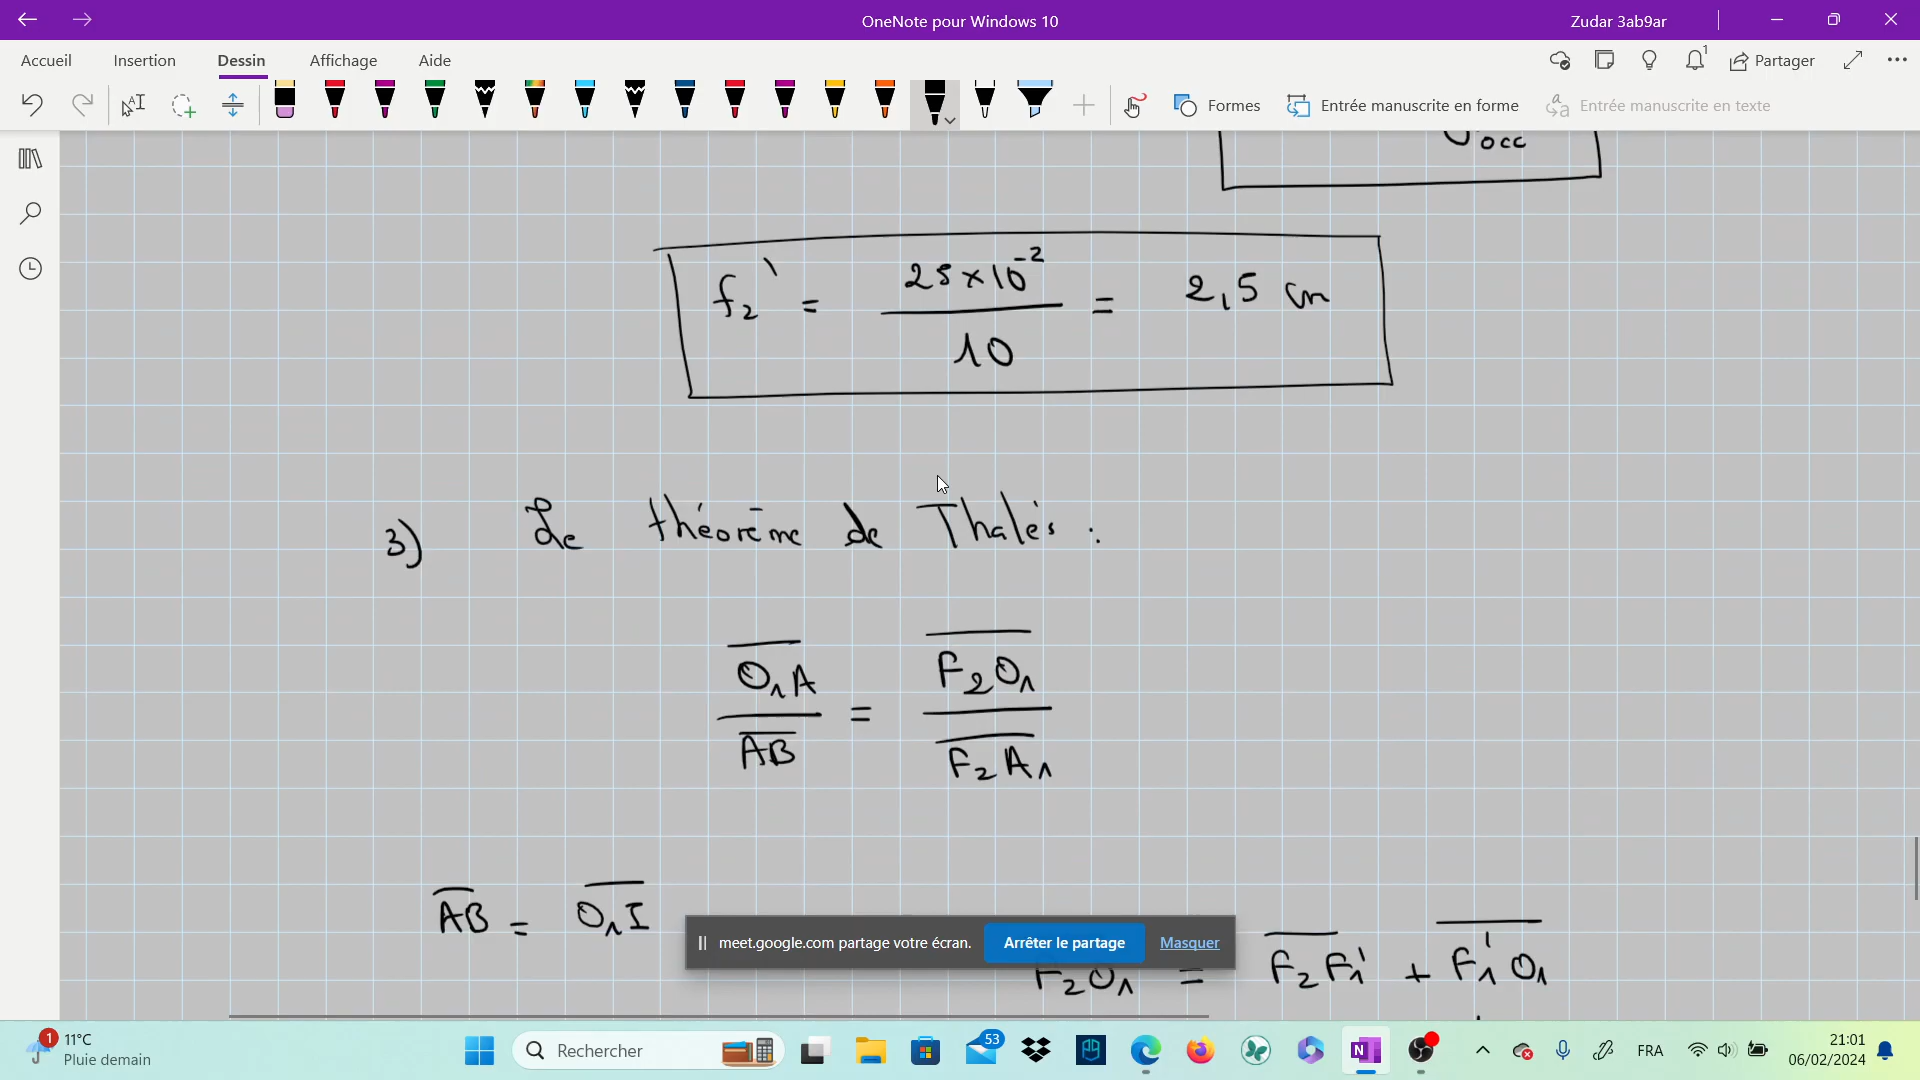 OneNote pour Windows 10
Zudar 3ab9ar
Accueil Insertion Dessin Affichage Aide
1
Partager
Formes Entrée manuscrite en forme Entrée manuscrite en texte
occ
f₂' = 25×10⁻² / 10 = 2,5 cm
3) Le théorème de Thalès :
O₁A / AB = F₂O₁ / F₂A₁
AB = O₁I
F₂O₁ = F₂F₁' + F₁'O₁
meet.google.com partage votre écran. Arrêter le partage Masquer
1
11°C
Pluie demain
Rechercher
53
FRA
21:01
06/02/2024